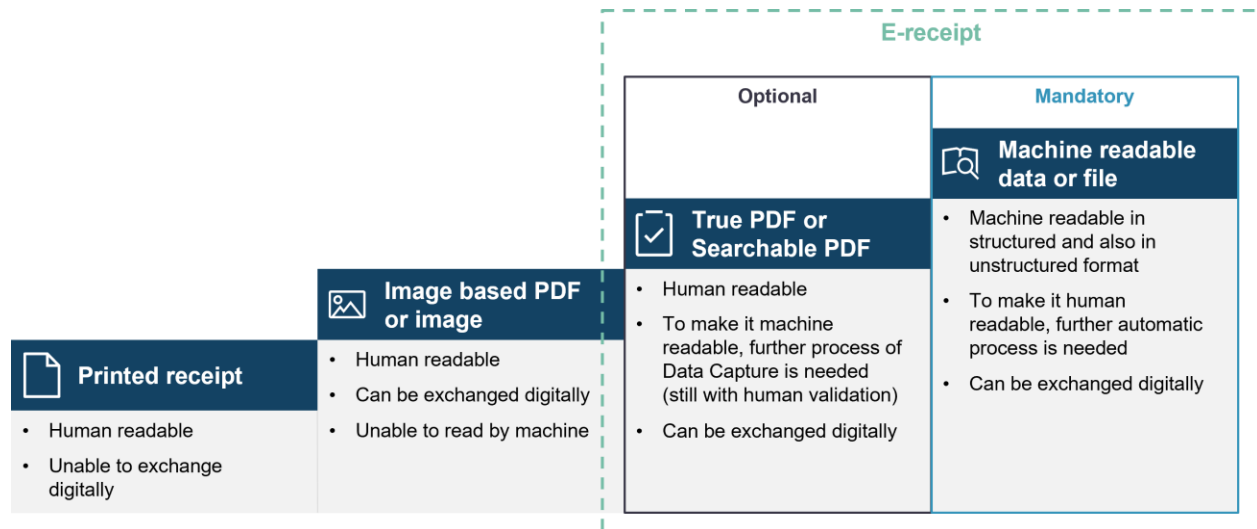 E-receipt
Optional
Mandatory
Machine readable
data or file
• Machine readable in
structured and also in
unstructured format
• To make it human
readable, further automatic
process is needed
• Can be exchanged digitally
True PDF or
Searchable PDF
• Human readable
• To make it machine
readable, further process of
Data Capture is needed
(still with human validation)
• Can be exchanged digitally
Image based PDF
or image
• Human readable
• Can be exchanged digitally
• Unable to read by machine
Printed receipt
• Human readable
• Unable to exchange
digitally